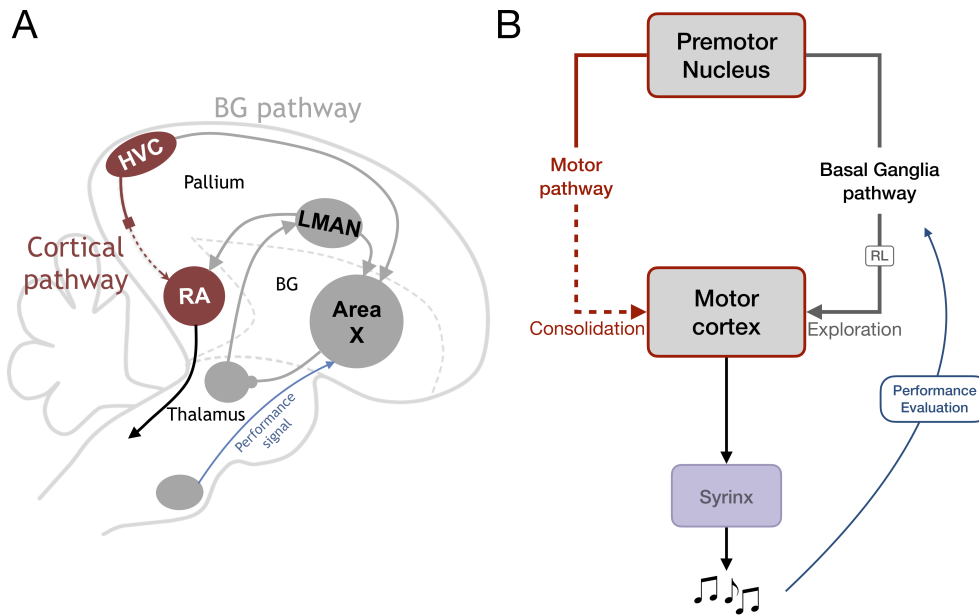 A
BG pathway
HVC
Pallium
LMAN
Cortical
pathway
RA
BG
Area
X
Thalamus
Performance
signal
B
Premotor
Nucleus
Motor
pathway
Basal Ganglia
pathway
RL
Motor
cortex
Consolidation
Exploration
Performance
Evaluation
Syrinx